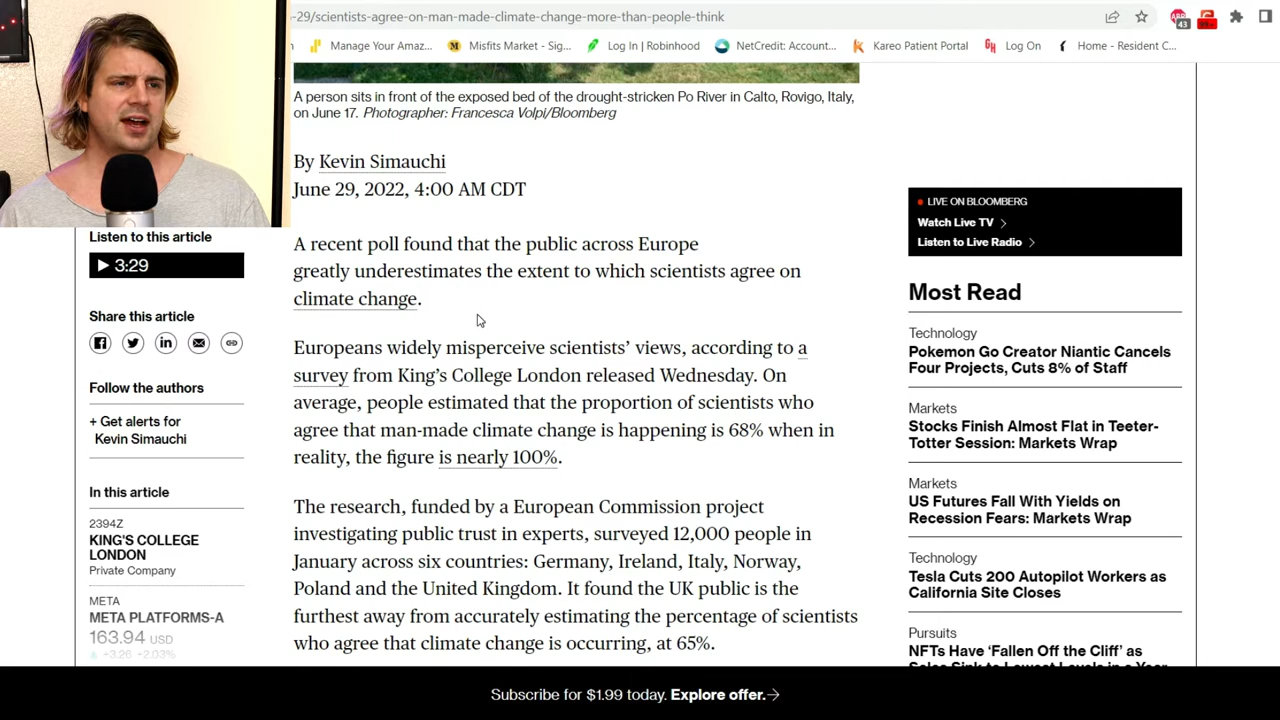 -29/scientists-agree-on-man-made-climate-change-more-than-people-think
43
Manage Your Amaz...
Misfits Market - Sig...
Log In | Robinhood
NetCredit: Account...
Kareo Patient Portal
Log On
Home - Resident C...
A person sits in front of the exposed bed of the drought-stricken Po River in Calto, Rovigo, Italy,
on June 17. Photographer: Francesca Volpi/Bloomberg
By Kevin Simauchi
June 29, 2022, 4:00 AM CDT
Listen to this article
3:29
Share this article
Follow the authors
+ Get alerts for
Kevin Simauchi
In this article
2394Z
KING'S COLLEGE
LONDON
Private Company
META
META PLATFORMS-A
163.94 USD
+3.26 +2.03%
A recent poll found that the public across Europe
greatly underestimates the extent to which scientists agree on
climate change.
Europeans widely misperceive scientists’ views, according to a
survey from King’s College London released Wednesday. On
average, people estimated that the proportion of scientists who
agree that man-made climate change is happening is 68% when in
reality, the figure is nearly 100%.
The research, funded by a European Commission project
investigating public trust in experts, surveyed 12,000 people in
January across six countries: Germany, Ireland, Italy, Norway,
Poland and the United Kingdom. It found the UK public is the
furthest away from accurately estimating the percentage of scientists
who agree that climate change is occurring, at 65%.
LIVE ON BLOOMBERG
Watch Live TV
Listen to Live Radio
Most Read
Technology
Pokemon Go Creator Niantic Cancels
Four Projects, Cuts 8% of Staff
Markets
Stocks Finish Almost Flat in Teeter-
Totter Session: Markets Wrap
Markets
US Futures Fall With Yields on
Recession Fears: Markets Wrap
Technology
Tesla Cuts 200 Autopilot Workers as
California Site Closes
Pursuits
NFTs Have ‘Fallen Off the Cliff’ as
Sales Sink to Lowest Levels in a Year
Subscribe for $1.99 today. Explore offer.